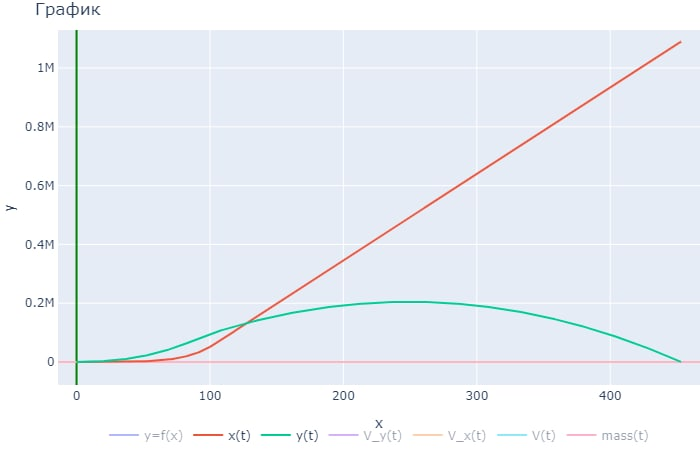 График
y
1M
0.8M
0.6M
0.4M
0.2M
0
0 100 200 300 400
x
y=f(x) x(t) y(t) V_y(t) V_x(t) V(t) mass(t)